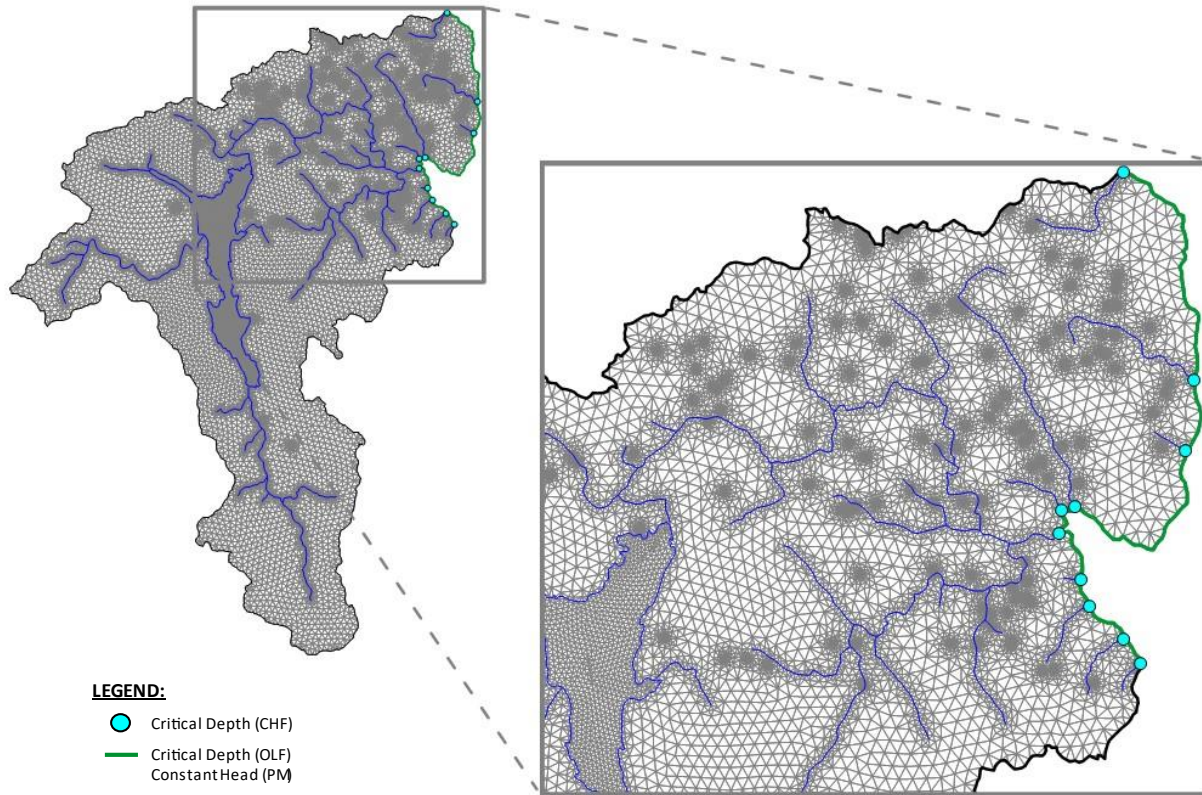 LEGEND:
Critical Depth (CHF)
Critical Depth (OLF)
Constant Head (PM)